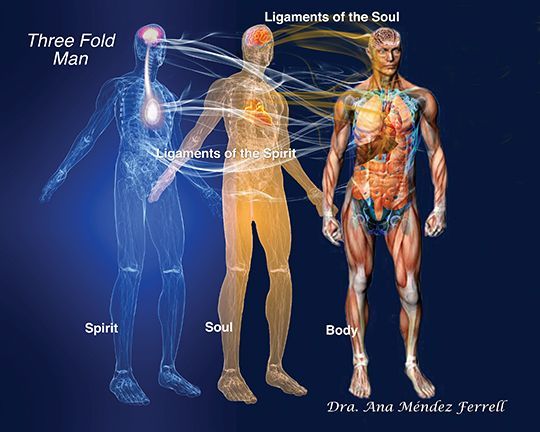 Ligaments of the Soul
Three Fold
Man
Ligaments of the Spirit
Spirit
Soul
Body
Dra. Ana Méndez Ferrell